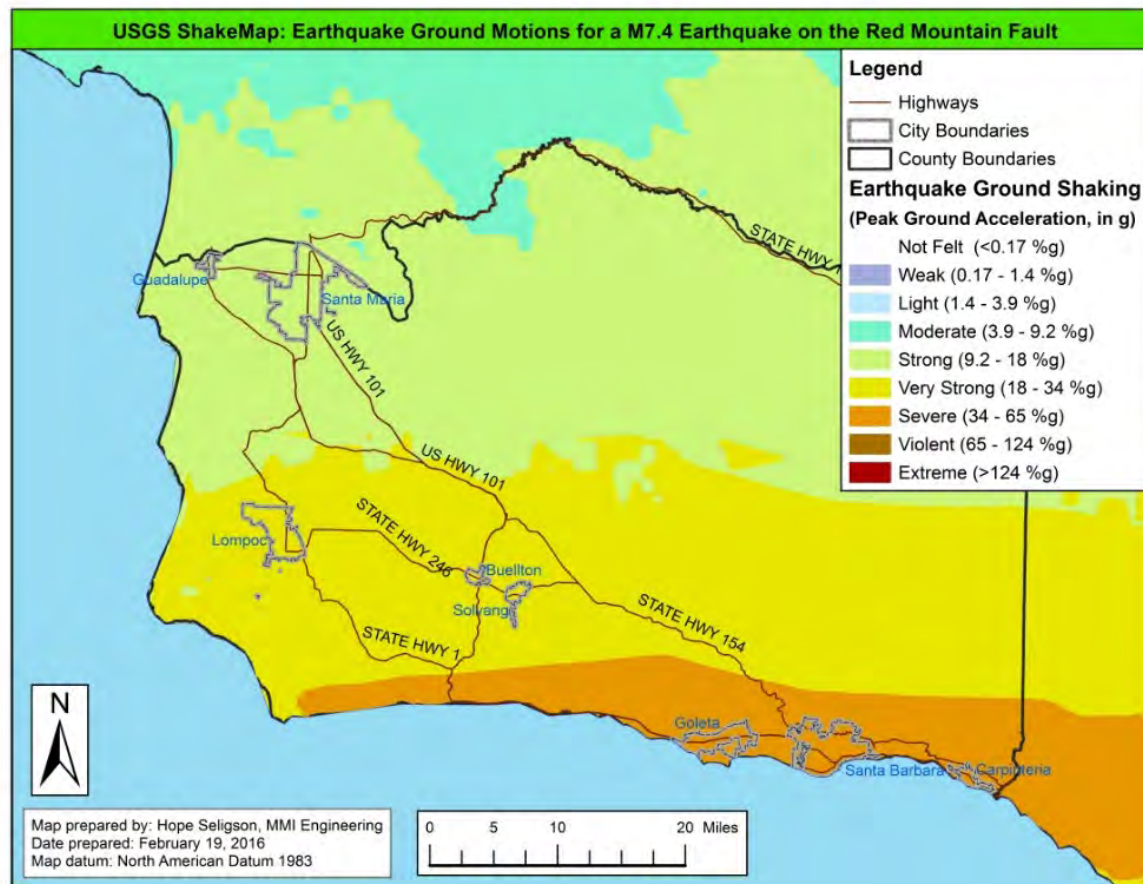 USGS ShakeMap: Earthquake Ground Motions for a M7.4 Earthquake on the Red Mountain Fault
Legend
Highways
City Boundaries
County Boundaries
Earthquake Ground Shaking
(Peak Ground Acceleration, in g)
Not Felt (<0.17 %g)
Weak (0.17 - 1.4 %g)
Light (1.4 - 3.9 %g)
Moderate (3.9 - 9.2 %g)
Strong (9.2 - 18 %g)
Very Strong (18 - 34 %g)
Severe (34 - 65 %g)
Violent (65 - 124 %g)
Extreme (>124 %g)
STATE HWY 1
Guadalupe
Santa Maria
US HWY 101
US HWY 101
Lompoc
STATE HWY 246
Buellton
Solvang
STATE HWY 154
STATE HWY 1
Goleta
Santa Barbara
Carpinteria
N
Map prepared by: Hope Seligson, MMI Engineering
Date prepared: February 19, 2016
Map datum: North American Datum 1983
0 5 10 20 Miles